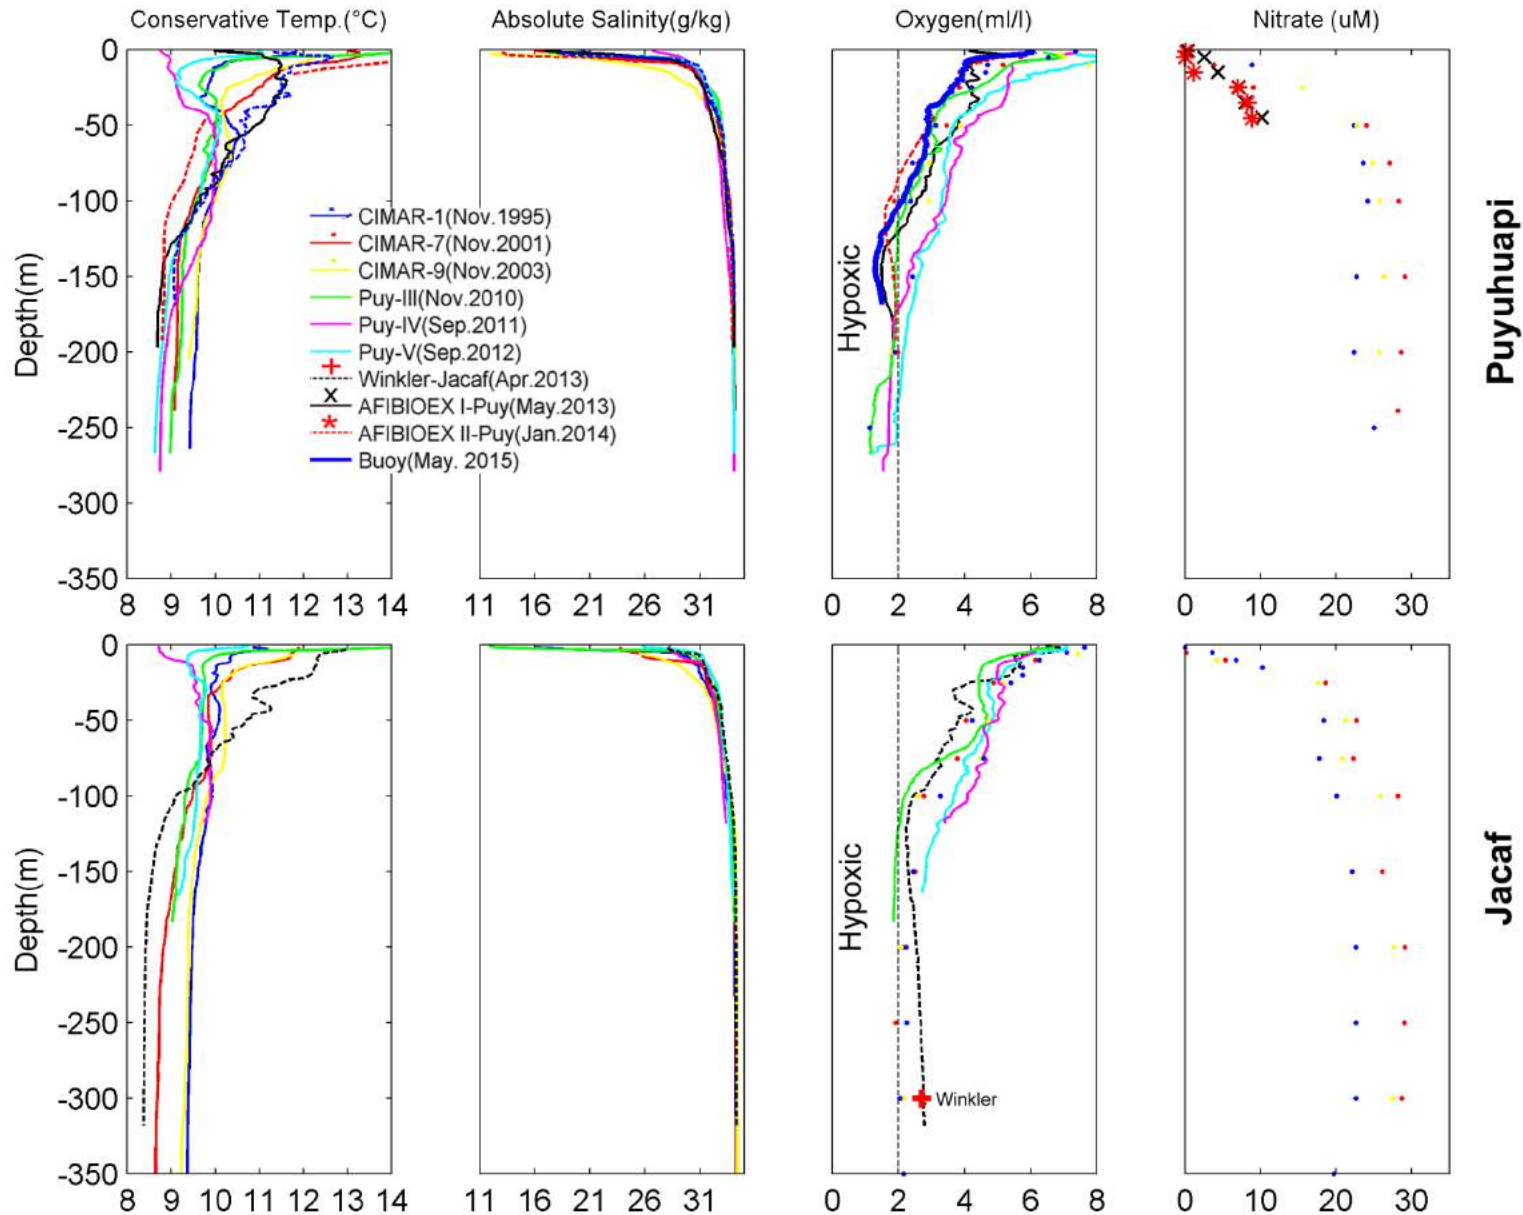 Conservative Temp.(°C) Absolute Salinity(g/kg) Oxygen(ml/l) Nitrate (uM)
0
-50
-100
-150
-200
-250
-300
-350
Depth(m)
CIMAR-1(Nov.1995)
CIMAR-7(Nov.2001)
CIMAR-9(Nov.2003)
Puy-III(Nov.2010)
Puy-IV(Sep.2011)
Puy-V(Sep.2012)
Winkler-Jacaf(Apr.2013)
AFIBIOEX I-Puy(May.2013)
AFIBIOEX II-Puy(Jan.2014)
Buoy(May. 2015)
Hypoxic
Puyuhuapi
8 9 10 11 12 13 14 11 16 21 26 31 0 2 4 6 8 0 10 20 30
0
-50
-100
-150
-200
-250
-300
-350
Depth(m)
Hypoxic
Winkler
Jacaf
8 9 10 11 12 13 14 11 16 21 26 31 0 2 4 6 8 0 10 20 30